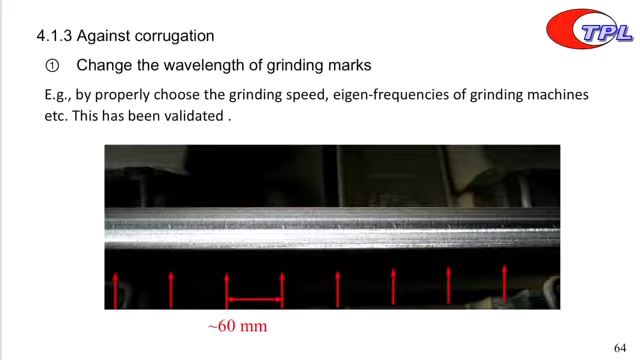 4.1.3 Against corrugation
TPL
① Change the wavelength of grinding marks
E.g., by properly choose the grinding speed, eigen-frequencies of grinding machines
etc. This has been validated .
~60 mm
64